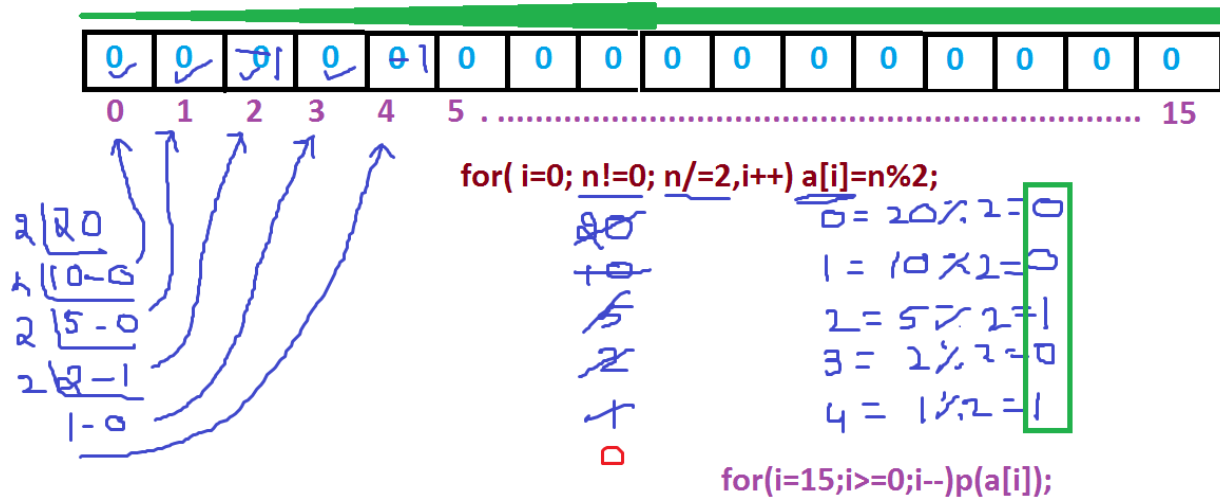 0 0 0 1 0 0 1 0 0 0 0 0 0 0 0 0 0 0
0 1 2 3 4 5 . ............................................................. 15
for( i=0; n!=0; n/=2,i++) a[i]=n%2;
2 20
10-0
2 5-0
2 2-1
1-0
20
10
5
2
1
0
0 = 20%2=0
1 = 10%2=0
2 = 5%2=1
3 = 2%2=0
4 = 1%2=1
for(i=15;i>=0;i--)p(a[i]);